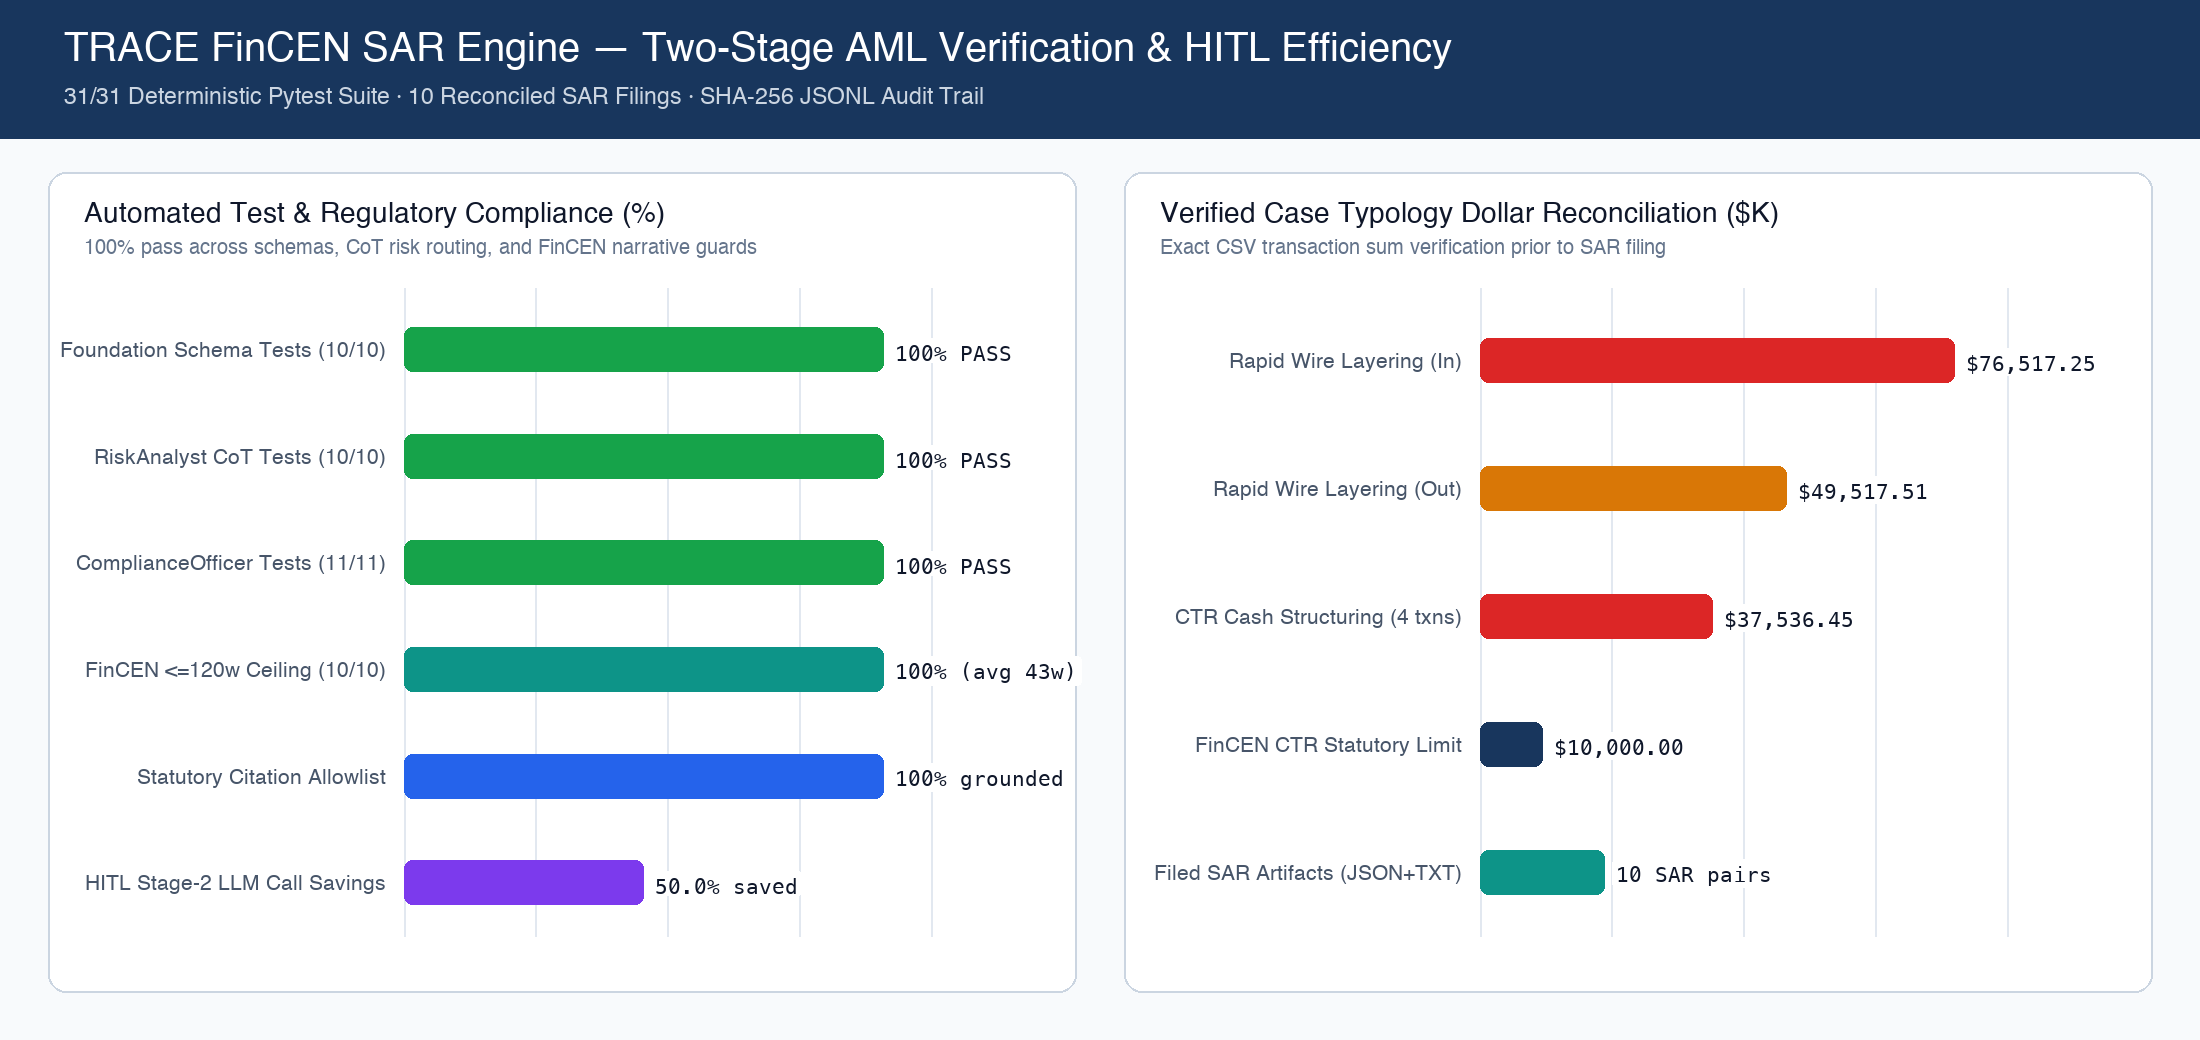 TRACE FinCEN SAR Engine — Two-Stage AML Verification & HITL Efficiency
31/31 Deterministic Pytest Suite · 10 Reconciled SAR Filings · SHA-256 JSONL Audit Trail
Automated Test & Regulatory Compliance (%)
100% pass across schemas, CoT risk routing, and FinCEN narrative guards
Foundation Schema Tests (10/10) 100% PASS
RiskAnalyst CoT Tests (10/10) 100% PASS
ComplianceOfficer Tests (11/11) 100% PASS
FinCEN <=120w Ceiling (10/10) 100% (avg 43w)
Statutory Citation Allowlist 100% grounded
HITL Stage-2 LLM Call Savings 50.0% saved
Verified Case Typology Dollar Reconciliation ($K)
Exact CSV transaction sum verification prior to SAR filing
Rapid Wire Layering (In) $76,517.25
Rapid Wire Layering (Out) $49,517.51
CTR Cash Structuring (4 txns) $37,536.45
FinCEN CTR Statutory Limit $10,000.00
Filed SAR Artifacts (JSON+TXT) 10 SAR pairs